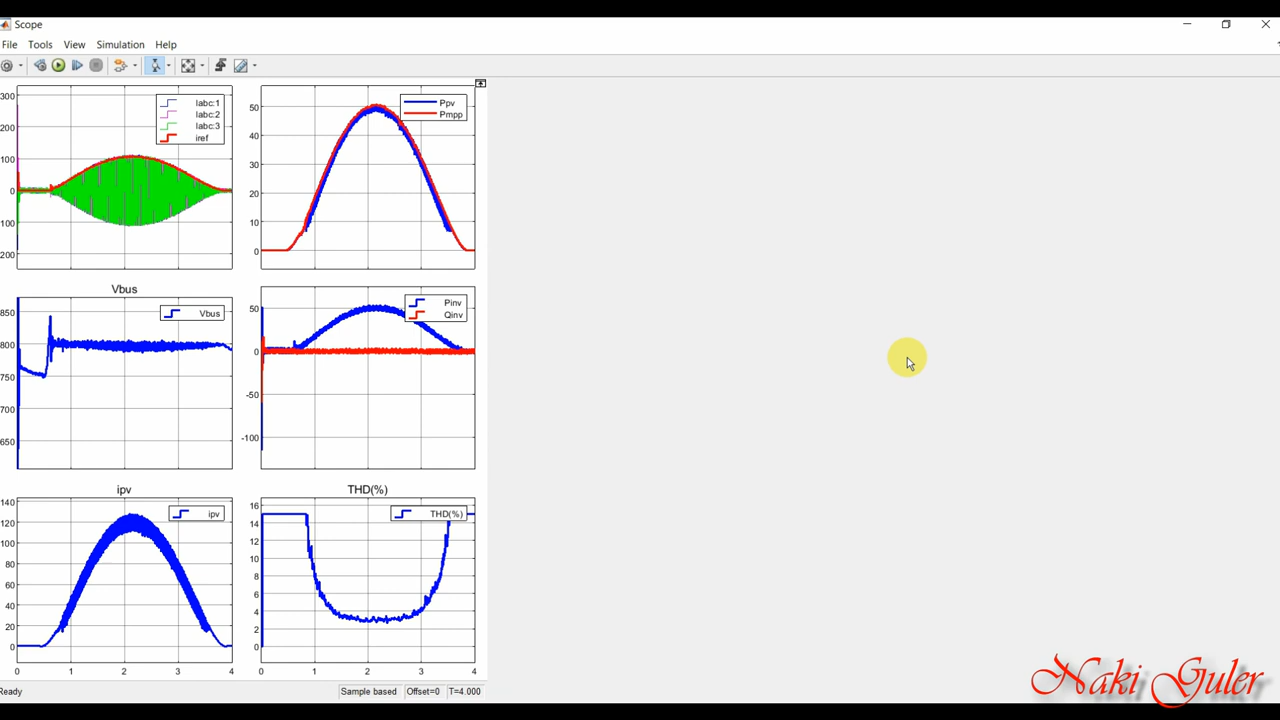 Scope
File Tools View Simulation Help
300
200
100
0
100
200
Iabc:1
Iabc:2
Iabc:3
iref
50
40
30
20
10
0
Ppv
Pmpp
Vbus
850
800
750
700
650
Vbus
50
0
-50
-100
Pinv
Qinv
ipv
140
120
100
80
60
40
20
0
ipv
0 1 2 3 4
THD(%)
16
14
12
10
8
6
4
2
0
THD(%)
0 1 2 3 4
Ready
Sample based Offset=0 T=4.000
Naki Guler